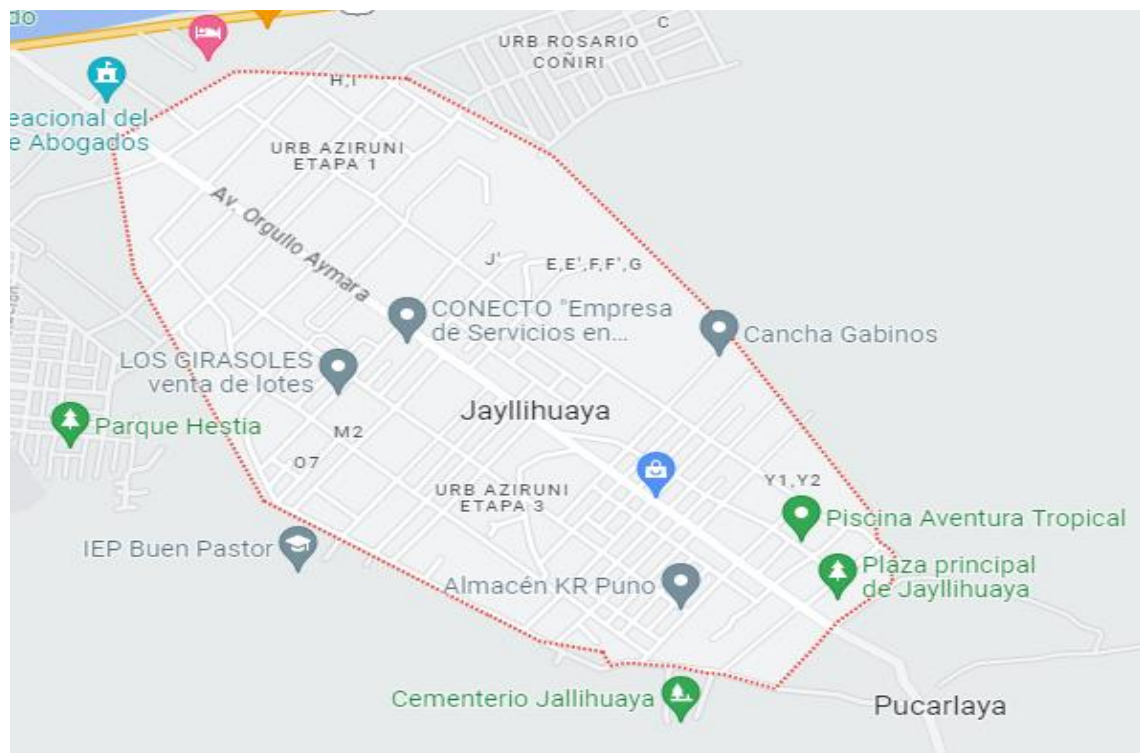 do
C
URB ROSARIO
CONIRI
H,I
eacional del
e Abogados
URB AZIRUNI
ETAPA 1
Av. Orgullo Aymara
J'
E,E',F,F',G
CONECTO "Empresa
de Servicios en...
Cancha Gabinos
LOS GIRASOLES
venta de lotes
Jayllihuaya
Parque Hestia
M2
O7
Y1,Y2
URB AZIRUNI
ETAPA 3
Piscina Aventura Tropical
IEP Buen Pastor
Plaza principal
de Jayllihuaya
Almacén KR Puno
Cementerio Jallihuaya
Pucarlaya